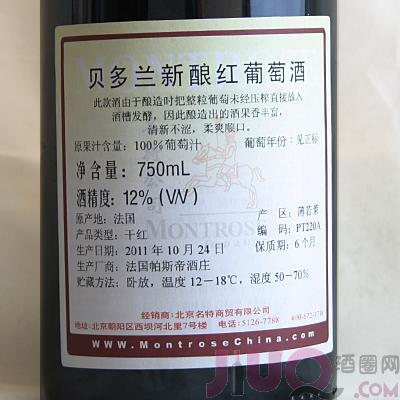 贝多兰新酿红葡萄酒
此款酒由于酿造时把整粒葡萄未经压榨直接放入
酒槽发酵，因此酿造出的酒果香丰富，
清新不涩，柔爽顺口。
原果汁含量：100%葡萄汁 葡萄年份：见正标
净含量：750mL
酒精度：12% (V/V)
MONTROSE
原产地：法国 产区：薄若莱
产品类型：干红 编码：PT220A
生产日期：2011年10月24日 保质期：6个月
生产厂商：法国帕斯帝酒庄
贮藏方法：卧放，温度12－18℃，湿度50－70%
经销商：北京名特商贸有限公司
地址：北京朝阳区西坝河北里7号楼 电话：5126-7788
www.MontroseChina.com
JIUQ 酒圈网
.com